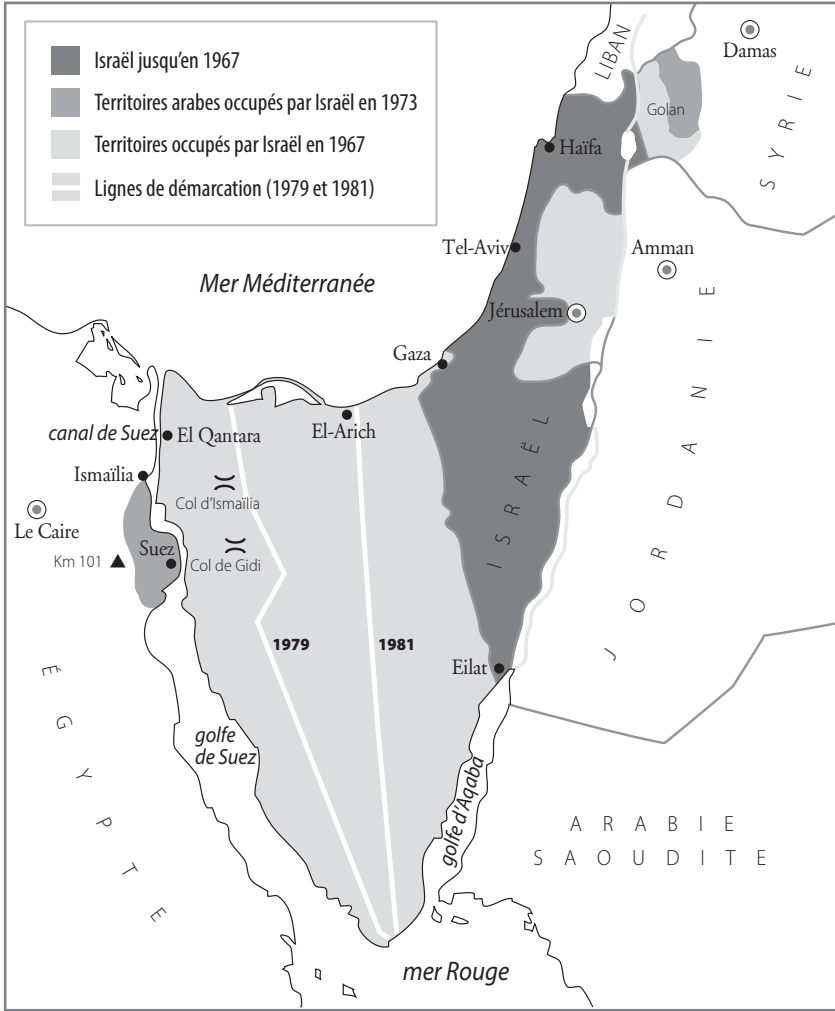 Israël jusqu'en 1967
Territoires arabes occupés par Israël en 1973
Territoires occupés par Israël en 1967
Lignes de démarcation (1979 et 1981)
LIBAN
Damas
Golan
SYRIE
Haïfa
Tel-Aviv
Amman
Mer Méditerranée
Jérusalem
Gaza
JORDANIE
ISRAËL
canal de Suez
El Qantara
El-Arich
Ismaïlia
Col d'Ismaïlia
Le Caire
Km 101
Suez
Col de Gidi
1979
1981
Eilat
ÉGYPTE
golfe
de Suez
golfe d'Aqaba
ARABIE
SAOUDITE
mer Rouge